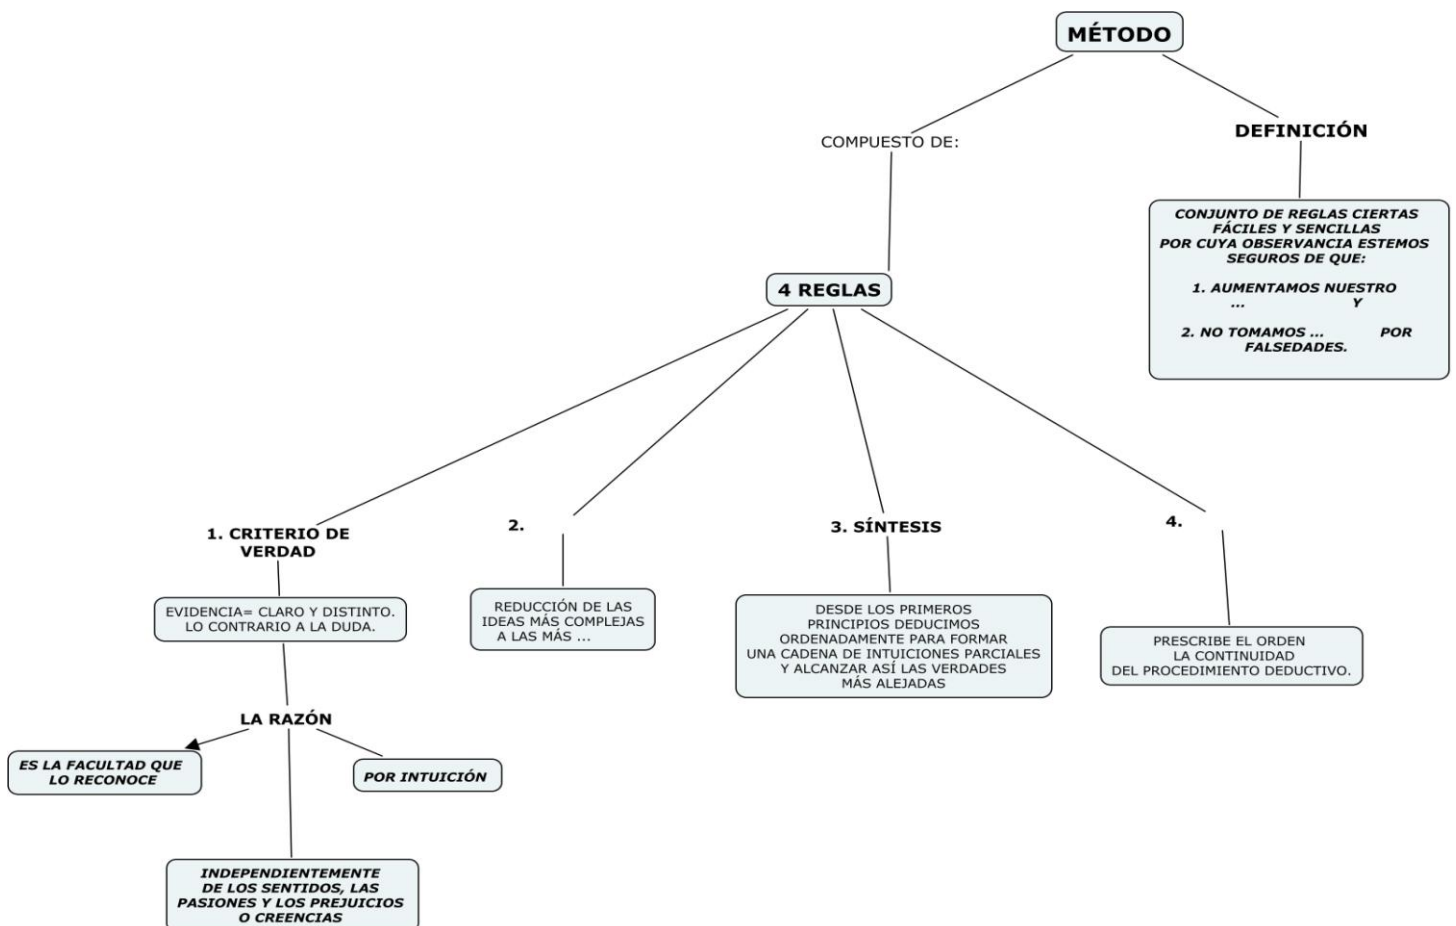 MÉTODO
COMPUESTO DE:
DEFINICIÓN
CONJUNTO DE REGLAS CIERTAS
FÁCILES Y SENCILLAS
POR CUYA OBSERVANCIA ESTEMOS
SEGUROS DE QUE:
1. AUMENTAMOS NUESTRO
... Y
2. NO TOMAMOS ... POR
FALSEDADES.
4 REGLAS
1. CRITERIO DE
VERDAD
EVIDENCIA= CLARO Y DISTINTO.
LO CONTRARIO A LA DUDA.
LA RAZÓN
ES LA FACULTAD QUE
LO RECONOCE
POR INTUICIÓN
INDEPENDIENTEMENTE
DE LOS SENTIDOS, LAS
PASIONES Y LOS PREJUICIOS
O CREENCIAS
2.
REDUCCIÓN DE LAS
IDEAS MÁS COMPLEJAS
A LAS MÁS ...
3. SÍNTESIS
DESDE LOS PRIMEROS
PRINCIPIOS DEDUCIMOS
ORDENADAMENTE PARA FORMAR
UNA CADENA DE INTUICIONES PARCIALES
Y ALCANZAR ASÍ LAS VERDADES
MÁS ALEJADAS
4.
PRESCRIBE EL ORDEN
LA CONTINUIDAD
DEL PROCEDIMIENTO DEDUCTIVO.